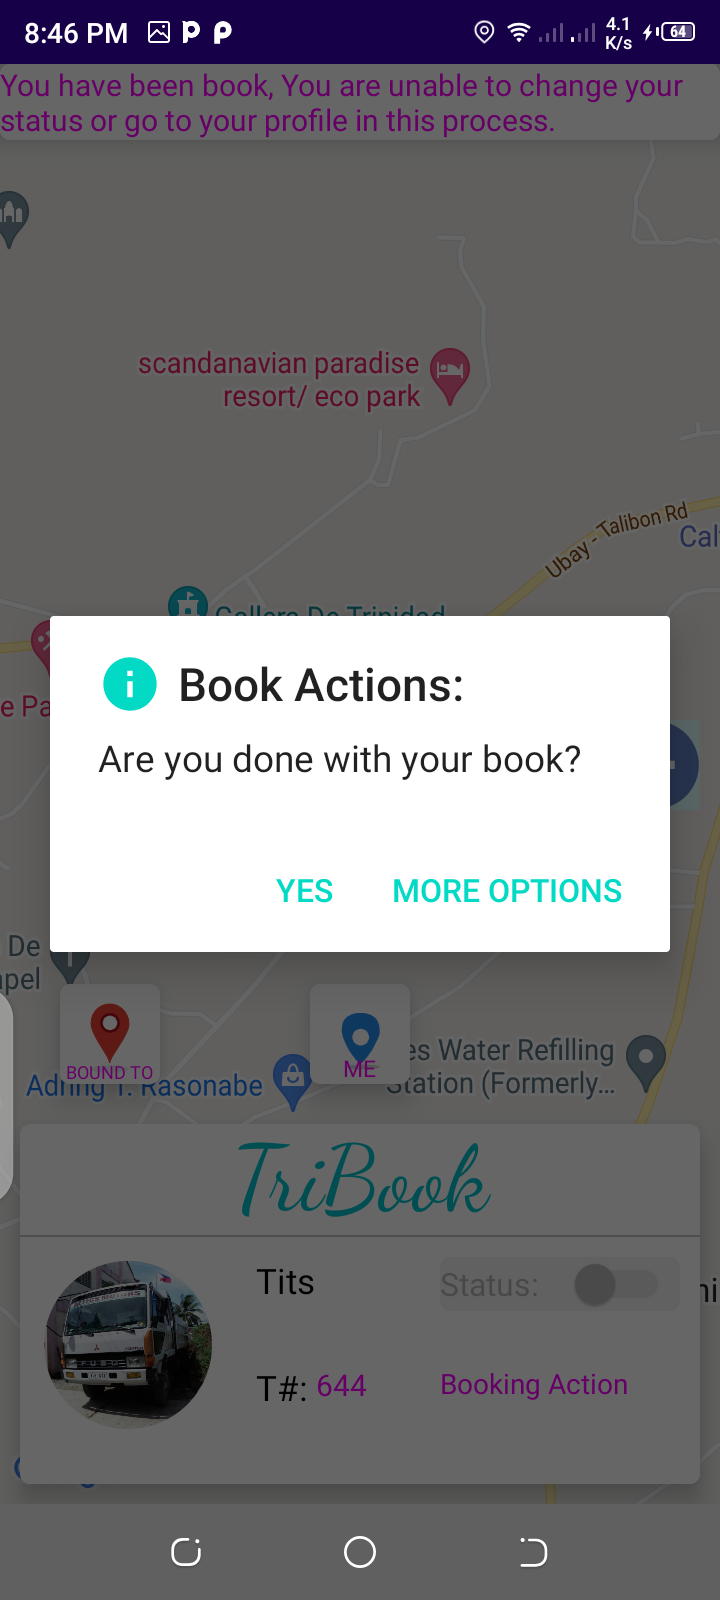 8:46 PM
4.1
K/s
64
You have been book, You are unable to change your
status or go to your profile in this process.
scandanavian paradise
resort/ eco park
Ubay - Talibon Rd
Cal
Gallera De Trinidad
e Pa
Book Actions:
Are you done with your book?
YES
MORE OPTIONS
De
pel
BOUND TO
ME
es Water Refilling
Station (Formerly...
Adring T. Rasonabe
TriBook
Tits
Status:
T#: 644
Booking Action